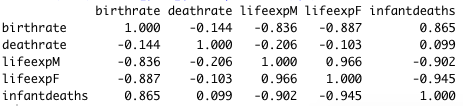 birthrate deathrate lifeexpM lifeexpF infantdeaths
birthrate 1.000 -0.144 -0.836 -0.887 0.865
deathrate -0.144 1.000 -0.206 -0.103 0.099
lifeexpM -0.836 -0.206 1.000 0.966 -0.902
lifeexpF -0.887 -0.103 0.966 1.000 -0.945
infantdeaths 0.865 0.099 -0.902 -0.945 1.000